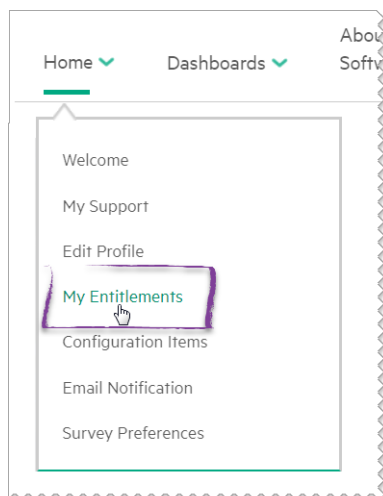 Home
Dashboards
Welcome
My Support
Edit Profile
My Entitlements
Configuration Items
Email Notification
Survey Preferences